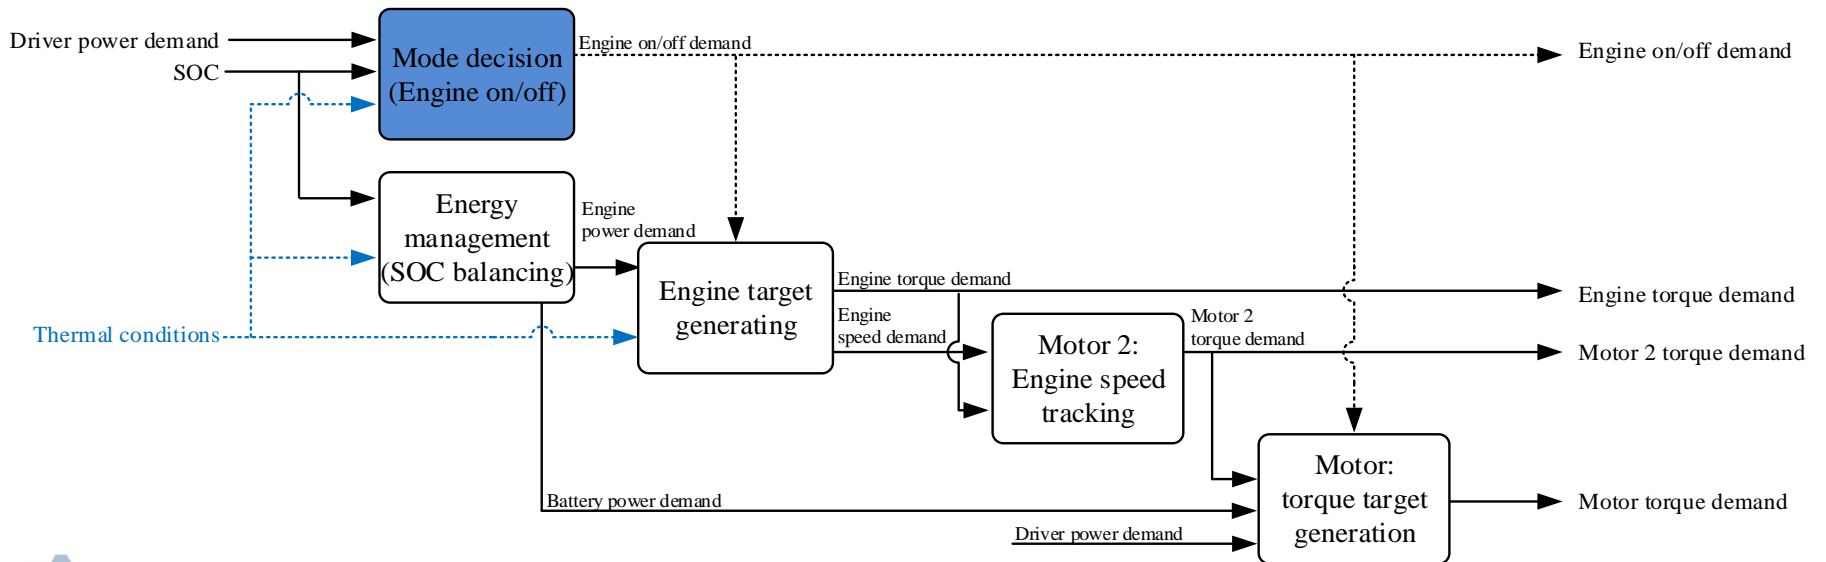 Driver power demand
SOC
Mode decision
(Engine on/off)
Engine on/off demand
Engine on/off demand
Energy
management
(SOC balancing)
Engine
power demand
Thermal conditions
Engine target
generating
Engine torque demand
Engine
speed demand
Engine torque demand
Motor 2:
Engine speed
tracking
Motor 2
torque demand
Motor 2 torque demand
Battery power demand
Driver power demand
Motor:
torque target
generation
Motor torque demand